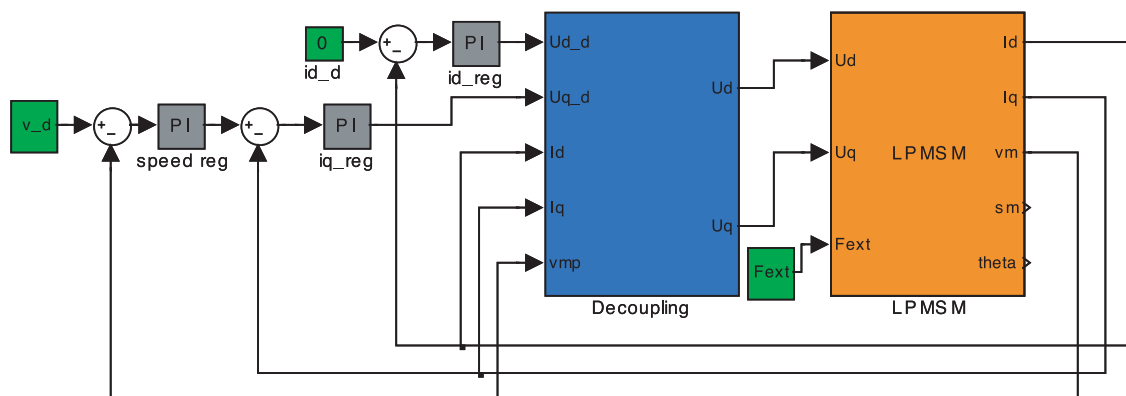 0
id_d
+
−
PI
id_reg
v_d
+
−
PI
speed reg
+
−
PI
iq_reg
Ud_d
Uq_d
Id
Iq
vmp
Ud
Uq
Decoupling
Fext
Ud
Uq
Fext
LPMSM
Id
Iq
vm
sm
theta
LPMSM